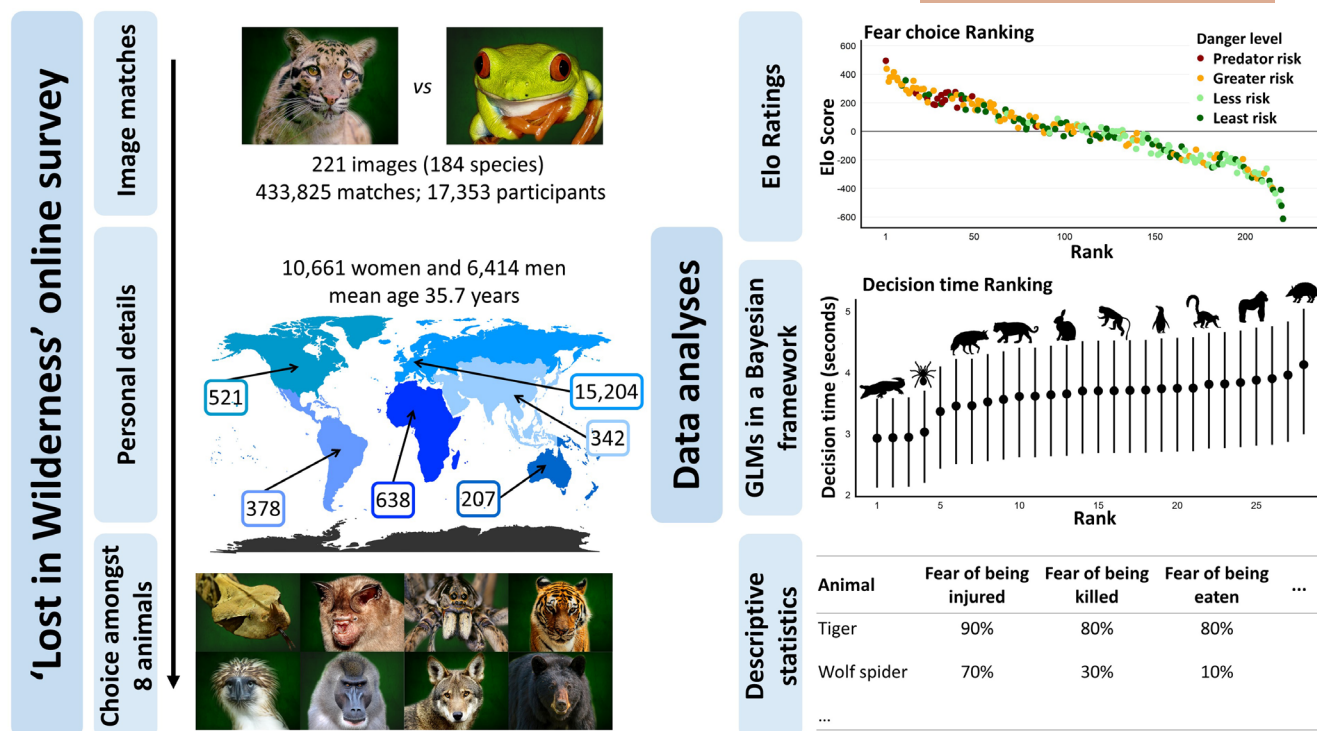 'Lost in Wilderness' online survey
Image matches
vs
221 images (184 species)
433,825 matches; 17,353 participants
Personal details
10,661 women and 6,414 men
mean age 35.7 years
521
15,204
342
378
638
207
Choice amongst
8 animals
Data analyses
Elo Ratings
Fear choice Ranking
Danger level
Predator risk
Greater risk
Less risk
Least risk
Elo Score
600
400
200
0
-200
-400
-600
1
50
100
150
200
Rank
GLMs in a Bayesian
framework
Decision time Ranking
Decision time (seconds)
5
4
3
2
1
5
10
15
20
25
Rank
Descriptive
statistics
Animal Fear of being injured Fear of being killed Fear of being eaten ...
Tiger 90% 80% 80%
Wolf spider 70% 30% 10%
...